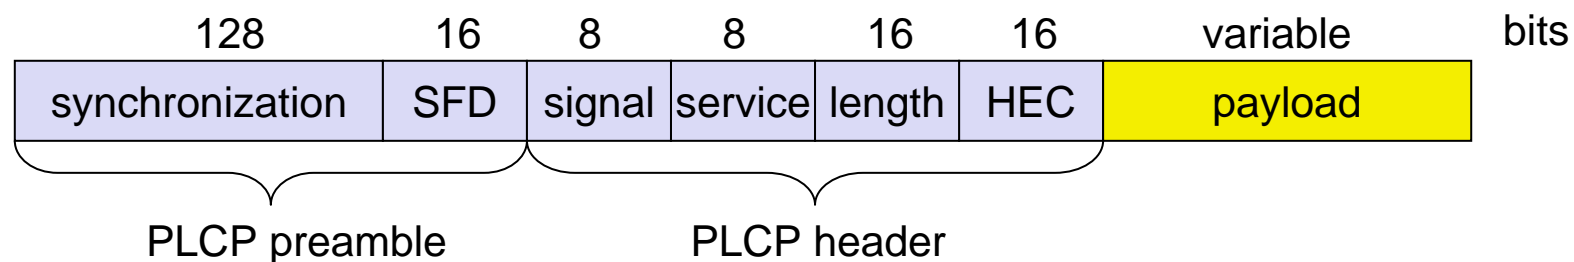 128 16 8 8 16 16 variable bits
synchronization SFD signal service length HEC payload
PLCP preamble PLCP header